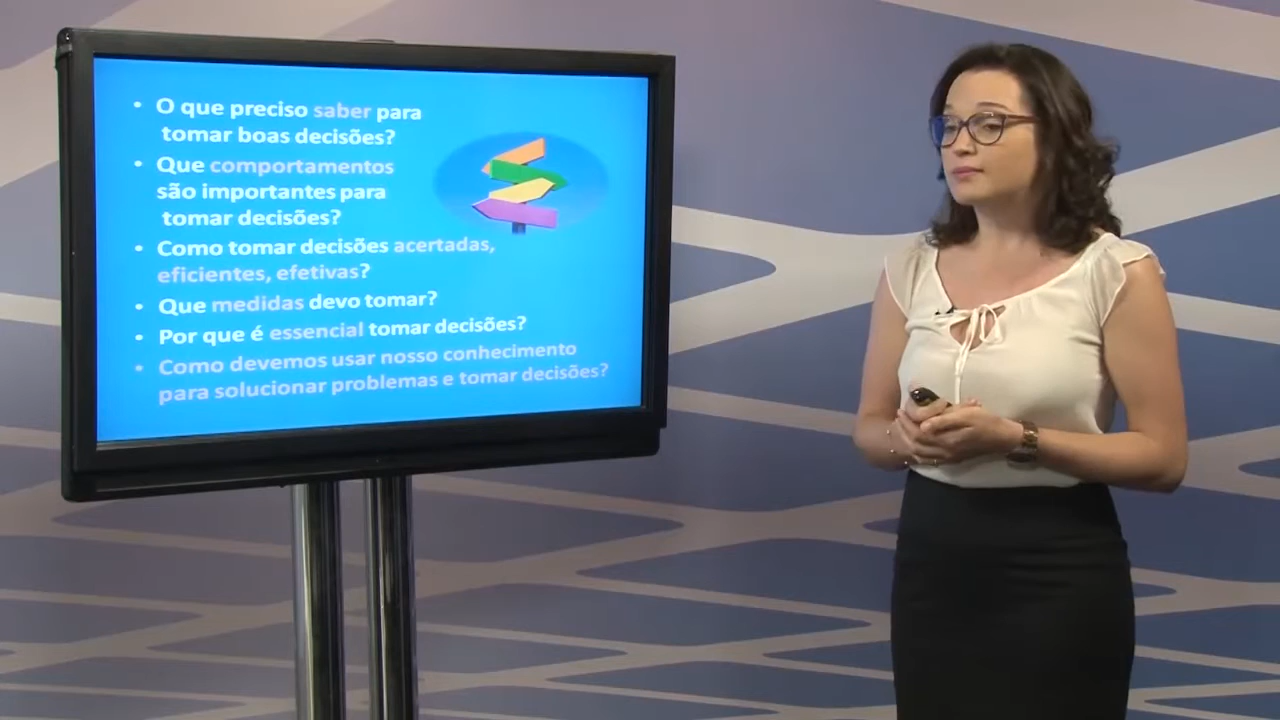 • O que preciso saber para
tomar boas decisões?
• Que comportamentos
são importantes para
tomar decisões?
• Como tomar decisões acertadas,
eficientes, efetivas?
• Que medidas devo tomar?
• Por que é essencial tomar decisões?
• Como devemos usar nosso conhecimento
para solucionar problemas e tomar decisões?